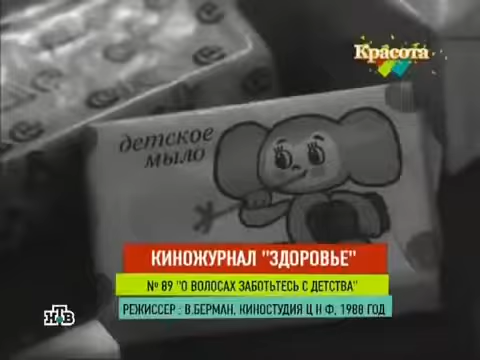 Красота
детское
мыло
КИНОЖУРНАЛ "ЗДОРОВЬЕ"
№ 89 "О ВОЛОСАХ ЗАБОТЬТЕСЬ С ДЕТСТВА"
РЕЖИССЕР : В.БЕРМАН, КИНОСТУДИЯ Ц Н Ф, 1988 ГОД
НТВ